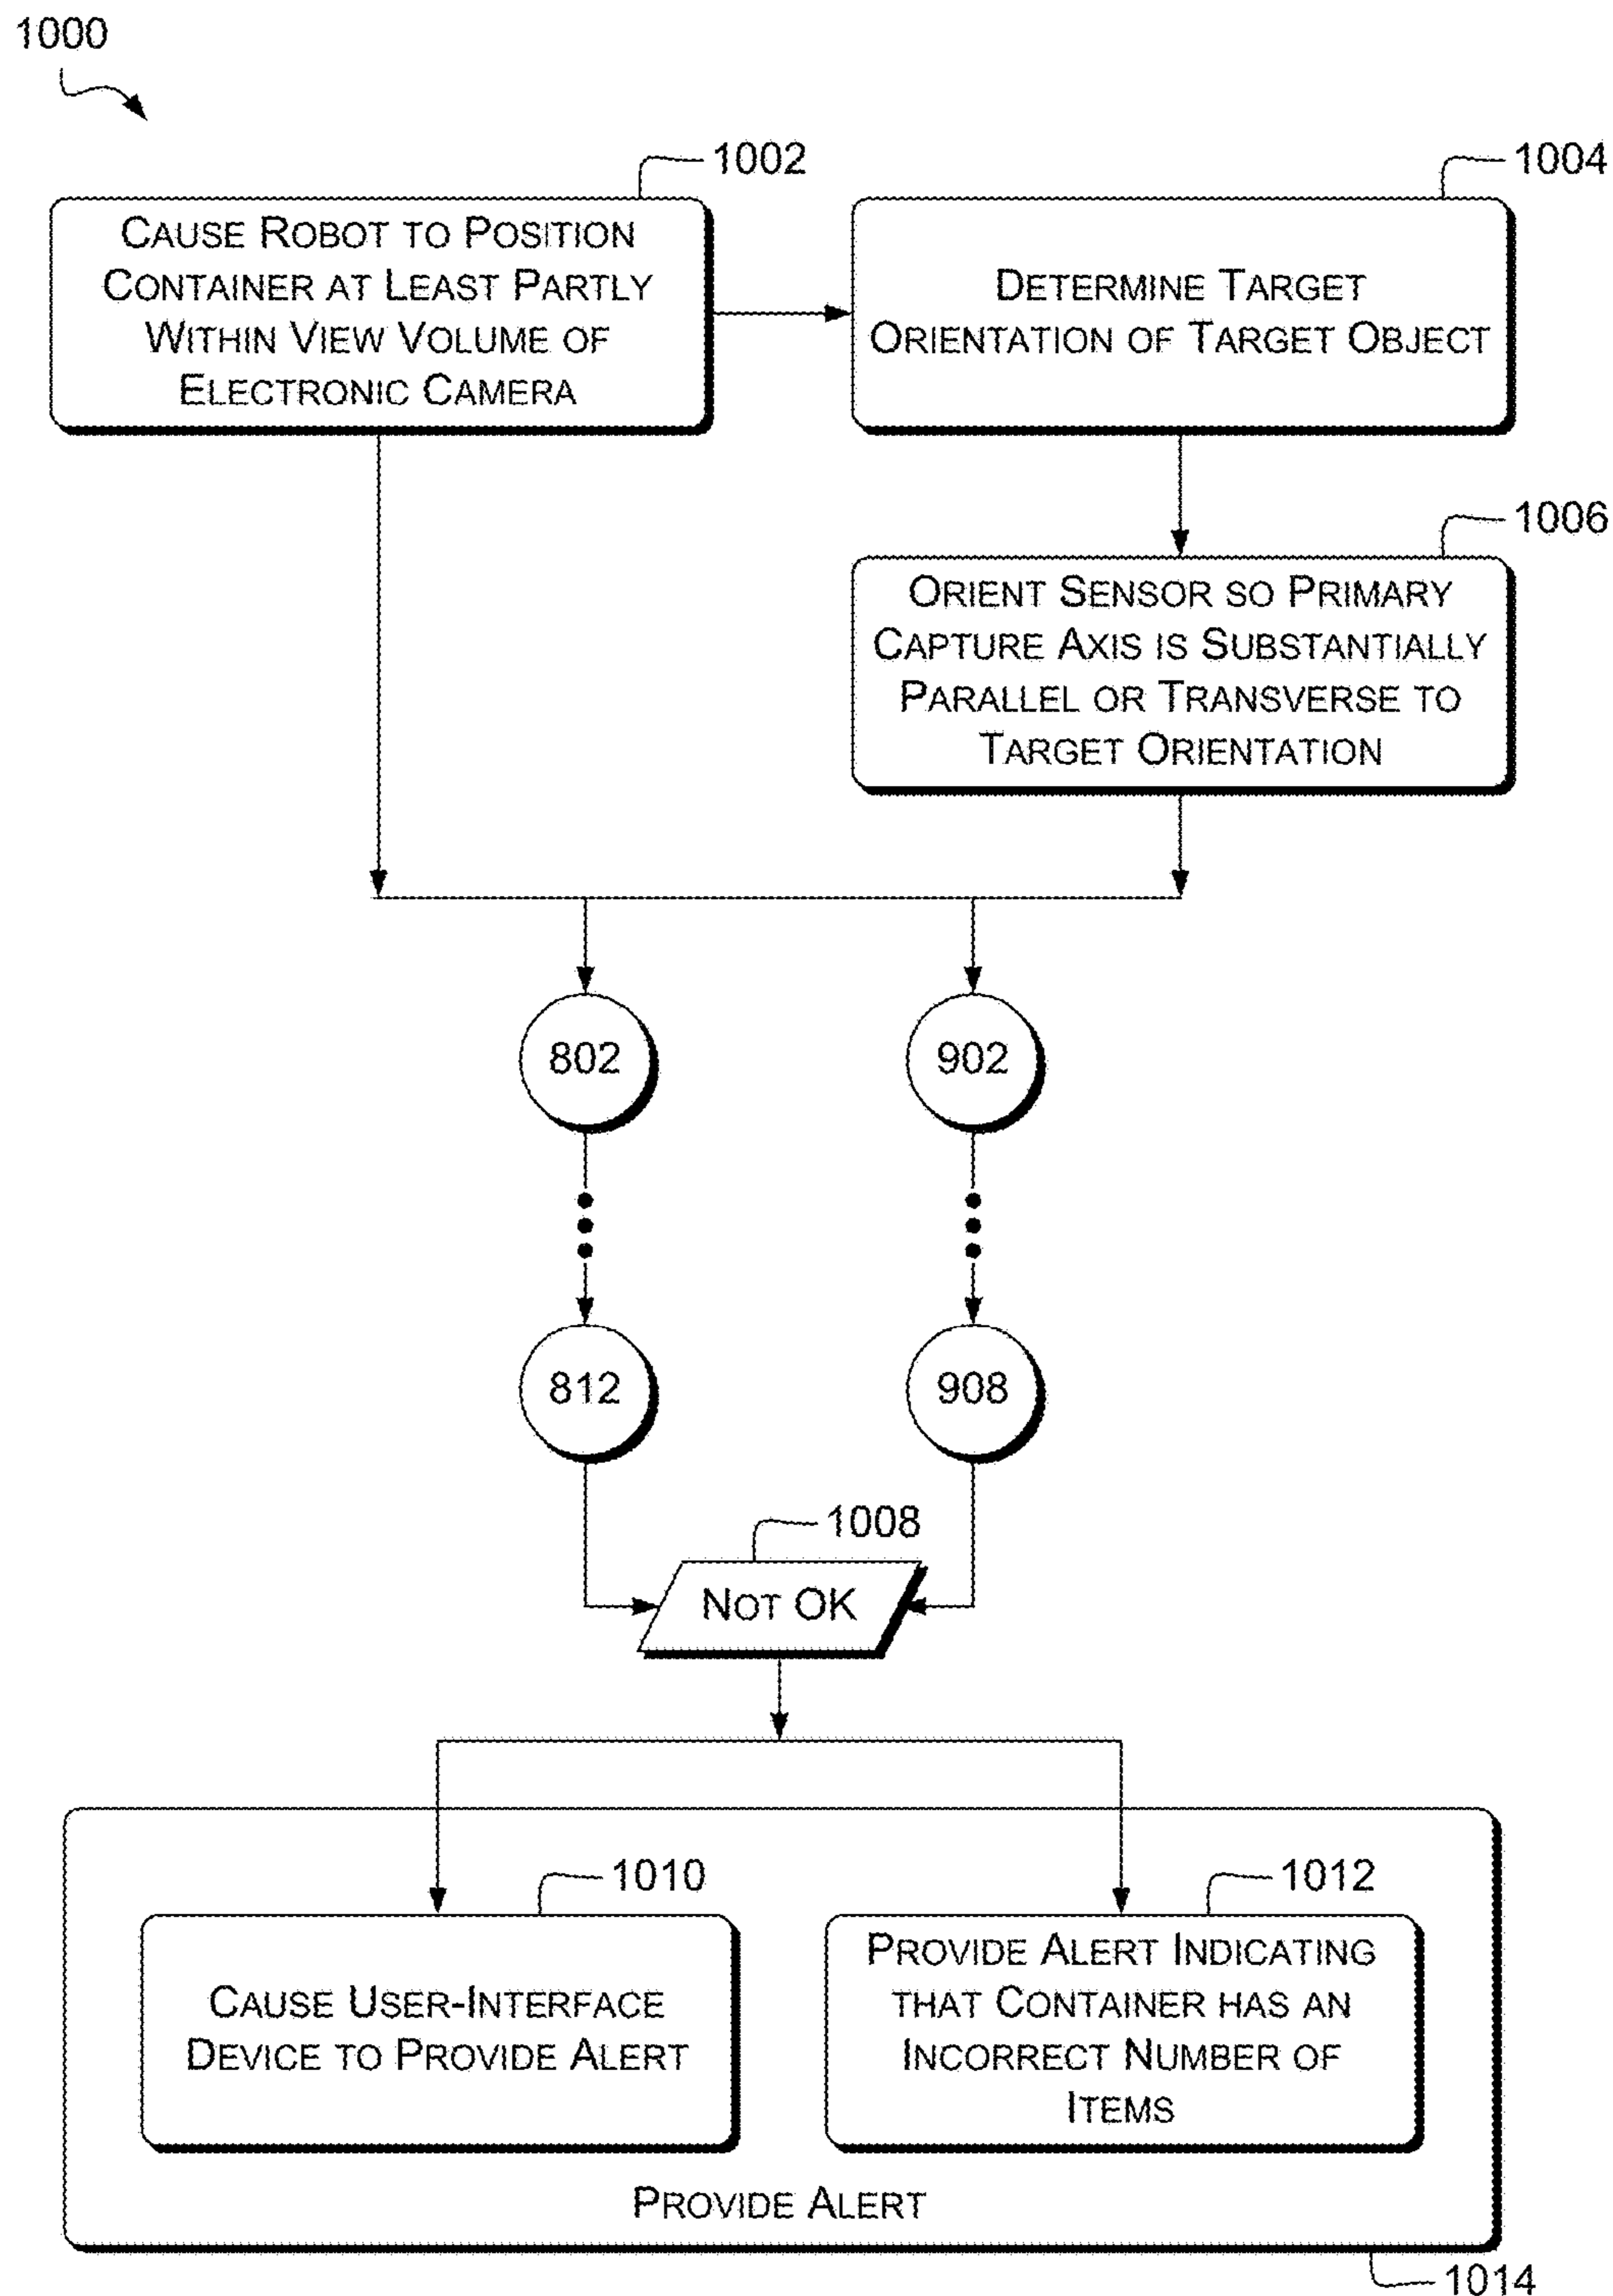 1000
1002
CAUSE ROBOT TO POSITION
CONTAINER AT LEAST PARTLY
WITHIN VIEW VOLUME OF
ELECTRONIC CAMERA
1004
DETERMINE TARGET
ORIENTATION OF TARGET OBJECT
1006
ORIENT SENSOR SO PRIMARY
CAPTURE AXIS IS SUBSTANTIALLY
PARALLEL OR TRANSVERSE TO
TARGET ORIENTATION
802
902
812
908
1008
NOT OK
1010
CAUSE USER-INTERFACE
DEVICE TO PROVIDE ALERT
1012
PROVIDE ALERT INDICATING
THAT CONTAINER HAS AN
INCORRECT NUMBER OF
ITEMS
PROVIDE ALERT
1014